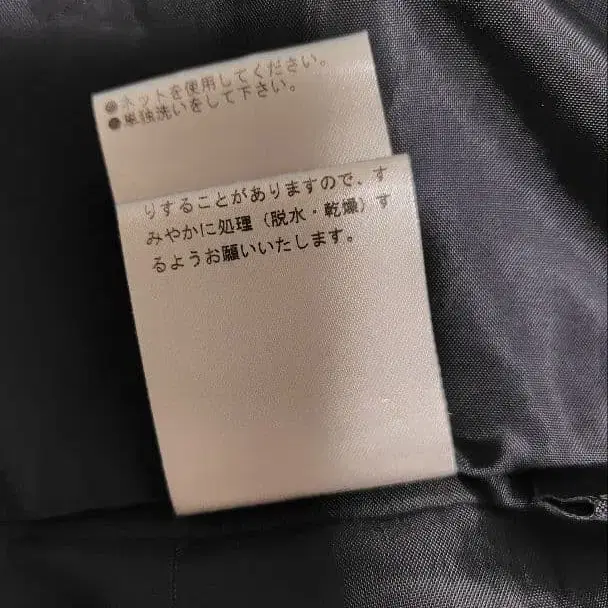 ●ネットを使用してください。
●単独洗いをして下さい。
りすることがありますので、す
みやかに処理（脱水・乾燥）す
るようお願いいたします。